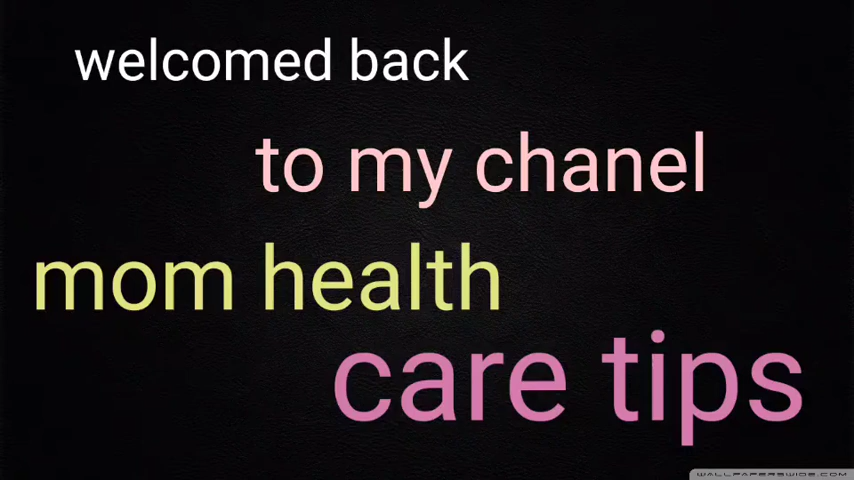 welcomed back
to my chanel
mom health
care tips
WALLPAPERSWIDE.COM